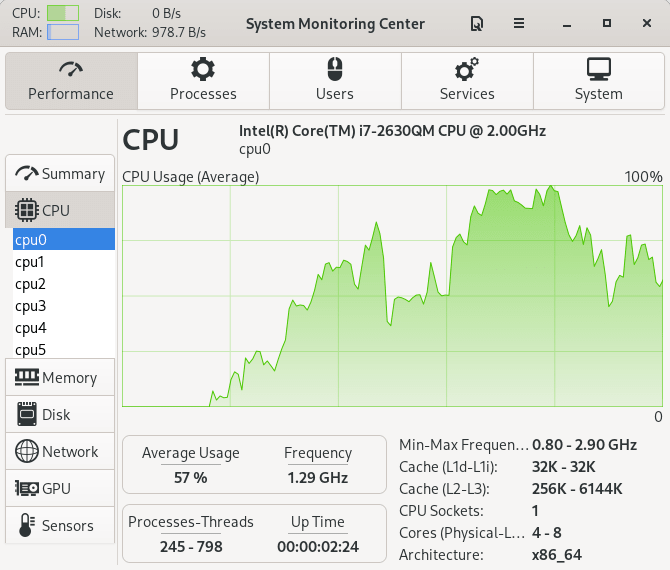 CPU: Disk: 0 B/s
RAM: Network: 978.7 B/s
System Monitoring Center
Performance Processes Users Services System
CPU
Intel(R) Core(TM) i7-2630QM CPU @ 2.00GHz
cpu0
CPU Usage (Average) 100%
Summary
CPU
cpu0
cpu1
cpu2
cpu3
cpu4
cpu5
Memory
Disk
Network
GPU
Sensors
0
Average Usage Frequency
57 % 1.29 GHz
Processes-Threads Up Time
245 - 798 00:00:02:24
Min-Max Frequen... 0.80 - 2.90 GHz
Cache (L1d-L1i): 32K - 32K
Cache (L2-L3): 256K - 6144K
CPU Sockets: 1
Cores (Physical-L... 4 - 8
Architecture: x86_64